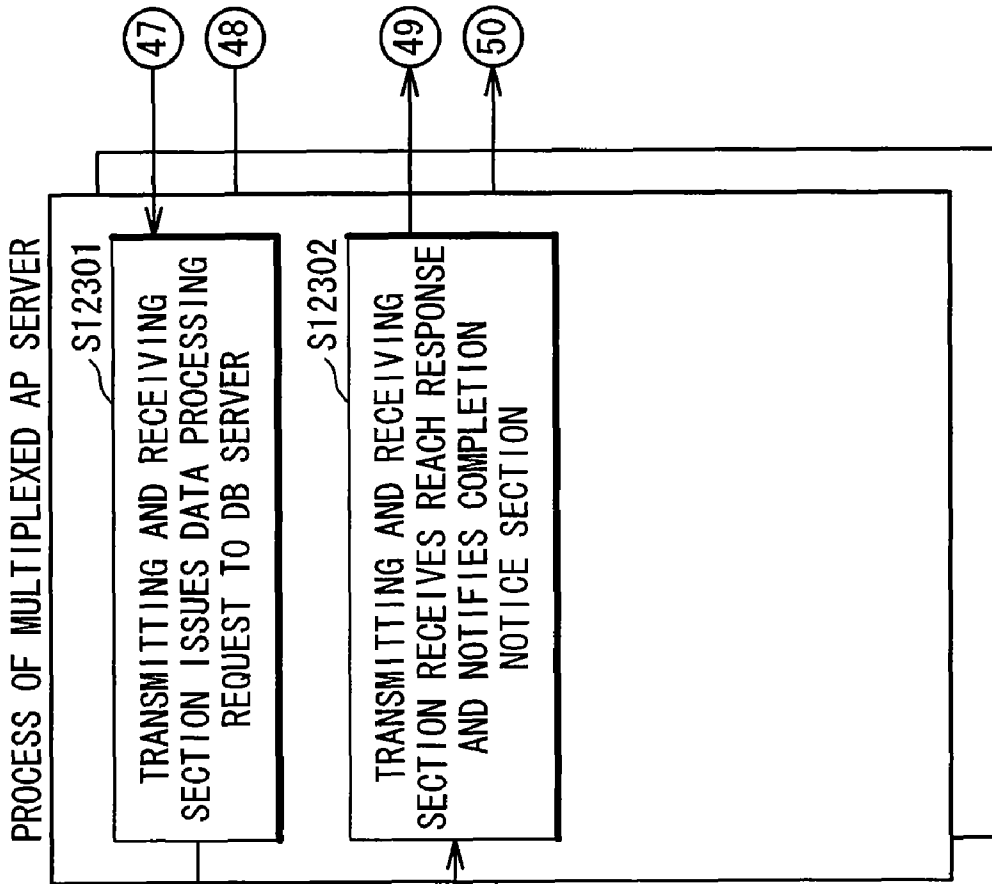 PROCESS OF MULTIPLEXED AP SERVER
S12301
TRANSMITTING AND RECEIVING
SECTION ISSUES DATA PROCESSING
REQUEST TO DB SERVER
S12302
TRANSMITTING AND RECEIVING
SECTION RECEIVES REACH RESPONSE
AND NOTIFIES COMPLETION
NOTICE SECTION
47
48
49
50